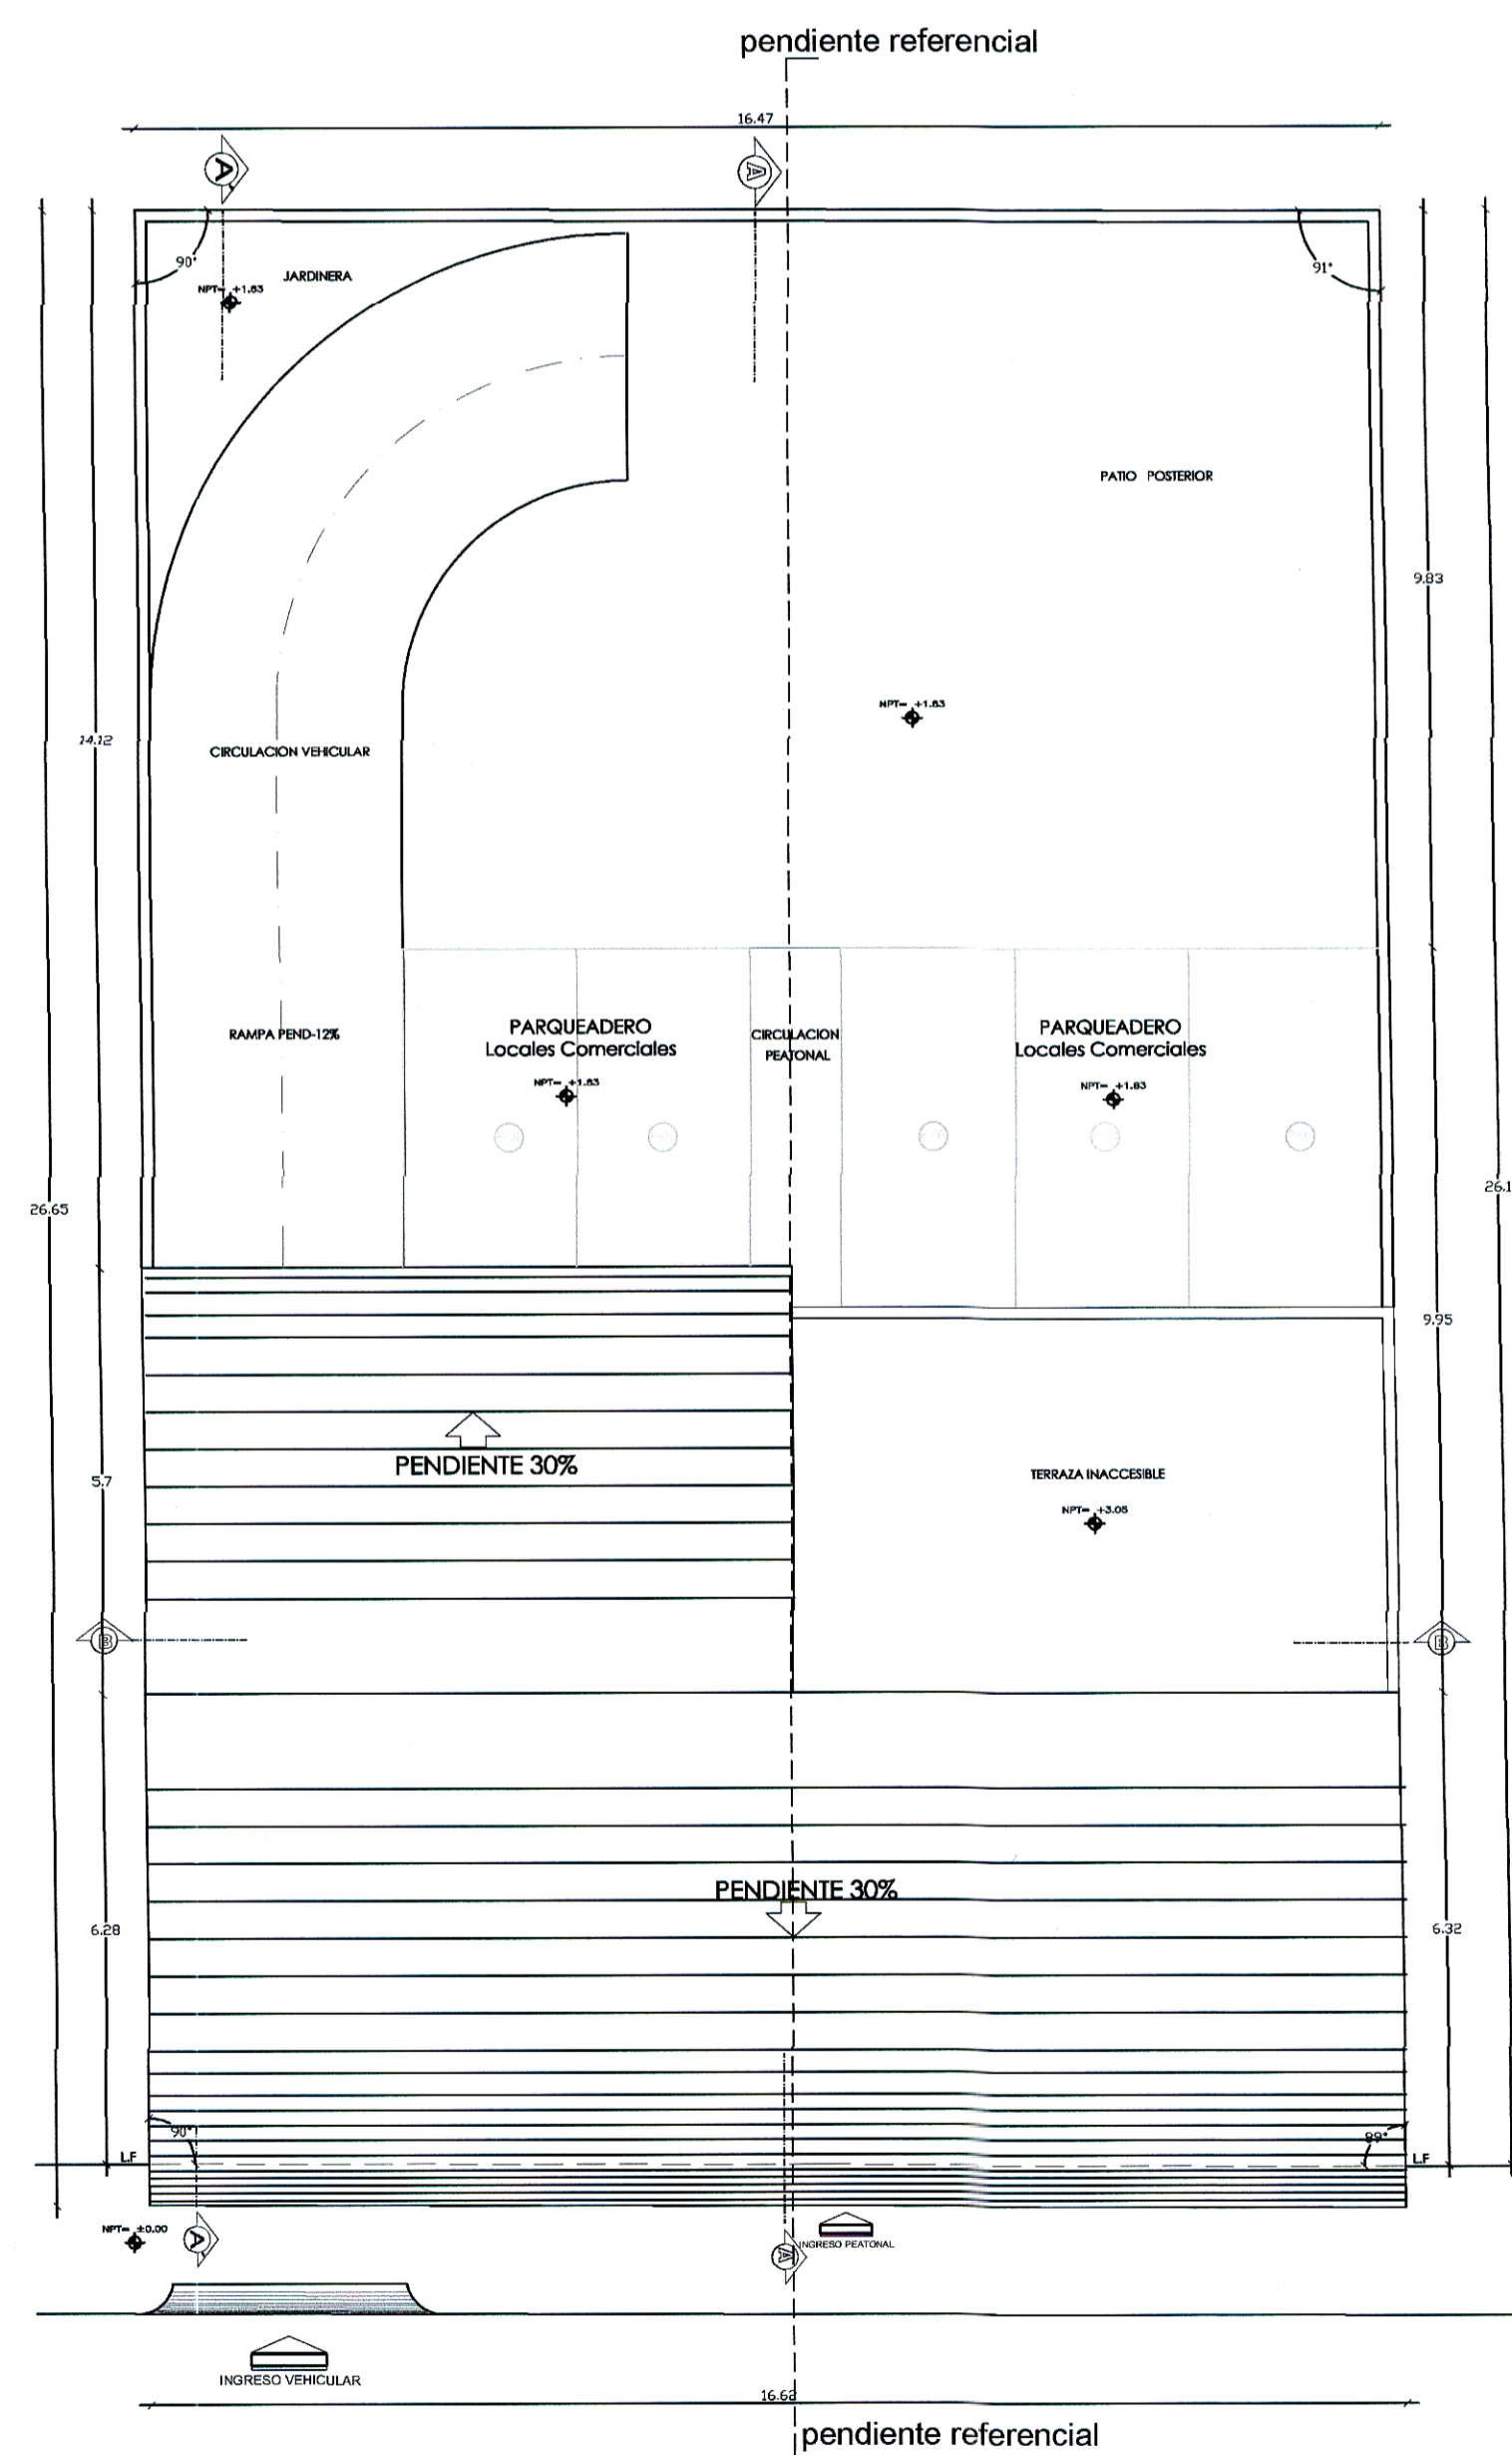 pendiente referencial
16.47
A'
A
90°
91°
JARDINERA
NPT= +1.83
PATIO POSTERIOR
9.83
NPT= +1.83
14.12
CIRCULACION VEHICULAR
RAMPA PEND-12%
PARQUEADERO
Locales Comerciales
NPT= +1.83
CIRCULACION
PEATONAL
PARQUEADERO
Locales Comerciales
NPT= +1.83
26.65
26.1
9.95
PENDIENTE 30%
5.7
TERRAZA INACCESIBLE
NPT= +3.05
B
B
PENDIENTE 30%
6.28
6.32
90°
89°
L.F
L.F
NPT= ±0.00
A'
A
INGRESO PEATONAL
INGRESO VEHICULAR
16.62
pendiente referencial